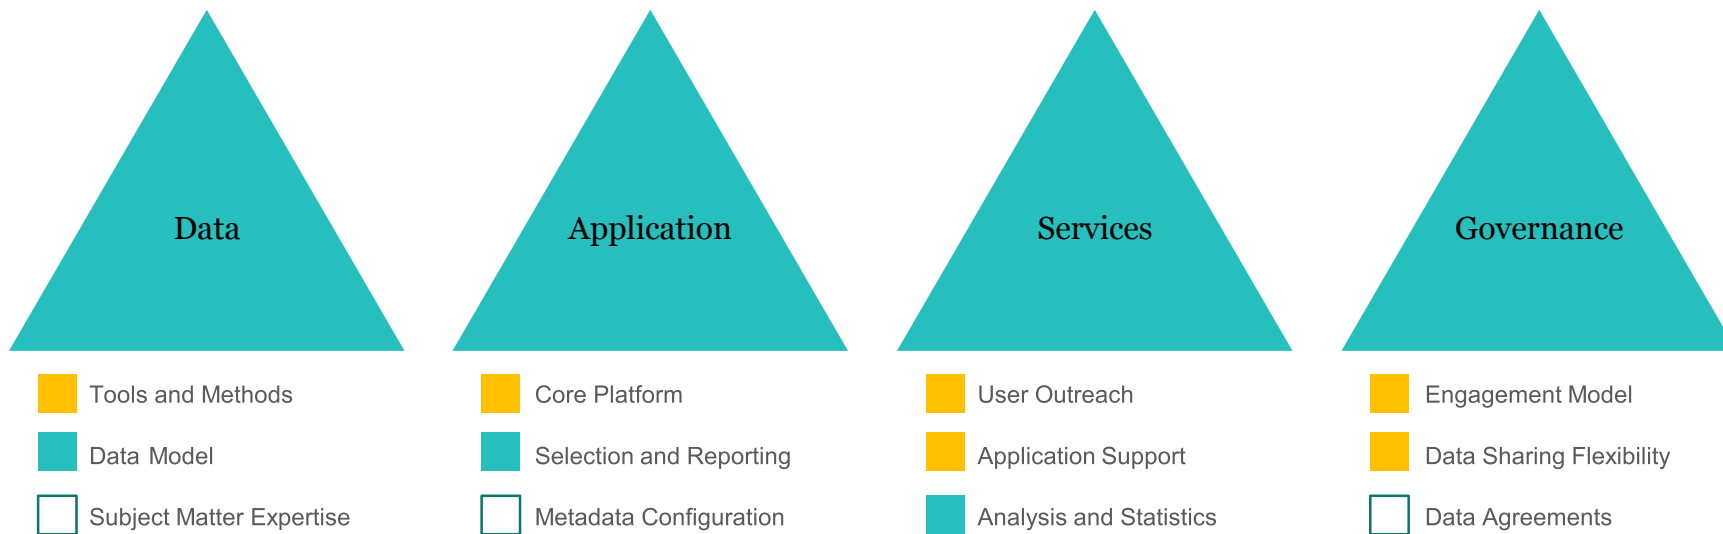 Data
Application
Services
Governance
Tools and Methods
Core Platform
User Outreach
Engagement Model
Data Model
Selection and Reporting
Application Support
Data Sharing Flexibility
Subject Matter Expertise
Metadata Configuration
Analysis and Statistics
Data Agreements